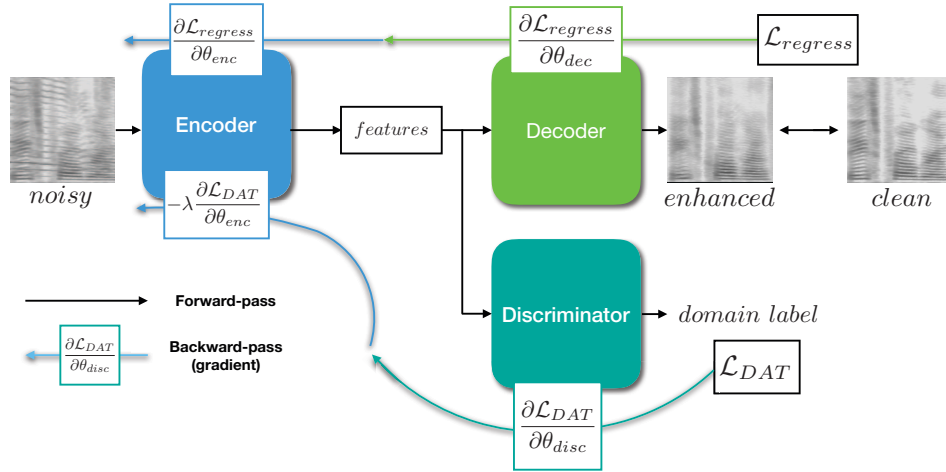 ∂ℒ_regress / ∂θ_enc
∂ℒ_regress / ∂θ_dec
ℒ_regress
Encoder
features
Decoder
noisy
enhanced
clean
−λ ∂ℒ_DAT / ∂θ_enc
Forward-pass
Discriminator
domain label
∂ℒ_DAT / ∂θ_disc
Backward-pass
(gradient)
ℒ_DAT
∂ℒ_DAT / ∂θ_disc